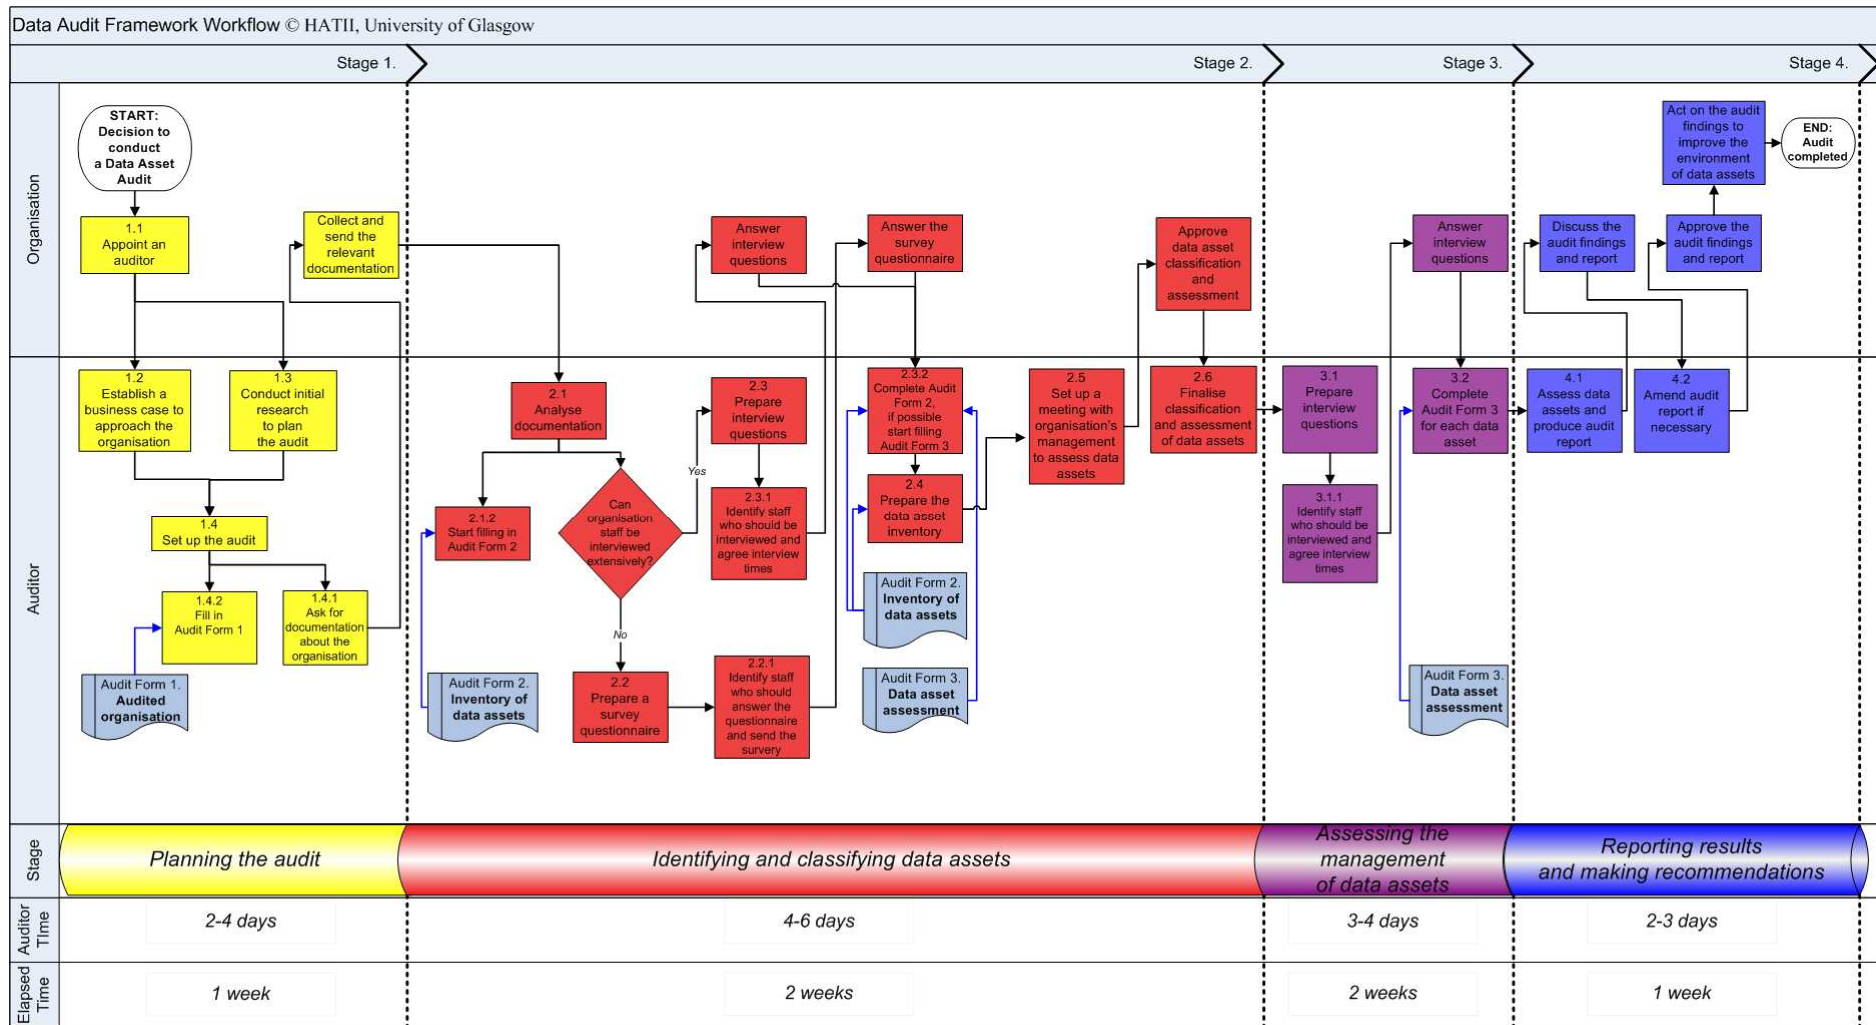 Data Audit Framework Workflow © HATII, University of Glasgow
Stage 1.
Stage 2.
Stage 3.
Stage 4.
Organisation
START:
Decision to
conduct
a Data Asset
Audit
1.1
Appoint an
auditor
Collect and
send the
relevant
documentation
Answer
interview
questions
Answer the
survey
questionnaire
Approve
data asset
classification
and
assessment
Answer
interview
questions
Discuss the
audit findings
and report
Approve the
audit findings
and report
Act on the audit
findings to
improve the
environment
of data assets
END:
Audit
completed
Auditor
1.2
Establish a
business case to
approach the
organisation
1.3
Conduct initial
research
to plan
the audit
1.4
Set up the audit
1.4.2
Fill in
Audit Form 1
1.4.1
Ask for
documentation
about the
organisation
Audit Form 1.
Audited
organisation
2.1
Analyse
documentation
2.1.2
Start filling in
Audit Form 2
Audit Form 2.
Inventory of
data assets
Can
organisation
staff be
interviewed
extensively?
Yes
No
2.2
Prepare a
survey
questionnaire
2.3
Prepare
interview
questions
2.3.1
Identify staff
who should be
interviewed and
agree interview
times
2.2.1
Identify staff
who should
answer the
questionnaire
and send the
survery
2.3.2
Complete Audit
Form 2,
if possible
start filling
Audit Form 3
2.4
Prepare the
data asset
inventory
Audit Form 2.
Inventory of
data assets
Audit Form 3.
Data asset
assessment
2.5
Set up a
meeting with
organisation's
management
to assess data
assets
2.6
Finalise
classification
and assessment
of data assets
3.1
Prepare
interview
questions
3.1.1
Identify staff
who should be
interviewed and
agree interview
times
3.2
Complete
Audit Form 3
for each data
asset
Audit Form 3.
Data asset
assessment
4.1
Assess data
assets and
produce audit
report
4.2
Amend audit
report if
necessary
Stage
Planning the audit
Identifying and classifying data assets
Assessing the
management
of data assets
Reporting results
and making recommendations
Auditor
TIme
2-4 days
4-6 days
3-4 days
2-3 days
Elapsed
Time
1 week
2 weeks
2 weeks
1 week